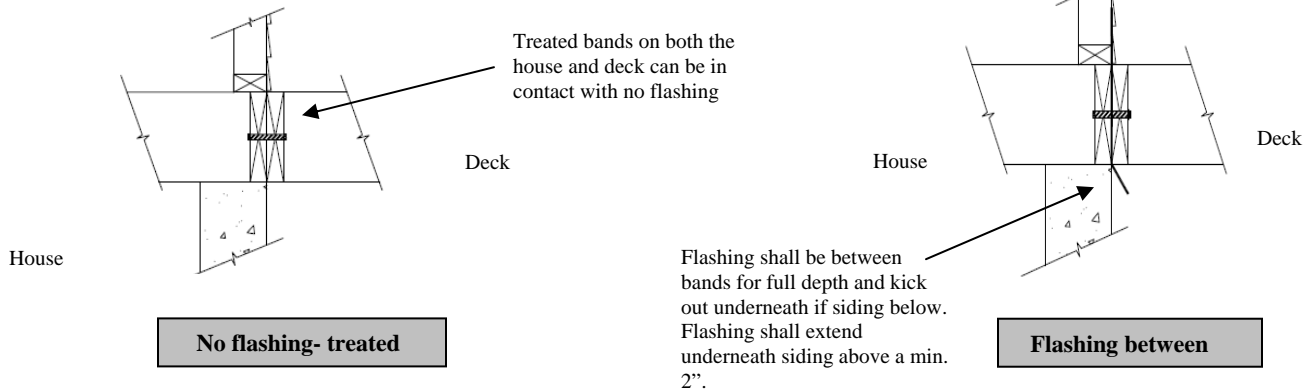 Treated bands on both the
house and deck can be in
contact with no flashing
Deck
House
No flashing- treated
Deck
House
Flashing shall be between
bands for full depth and kick
out underneath if siding below.
Flashing shall extend
underneath siding above a min.
2”.
Flashing between